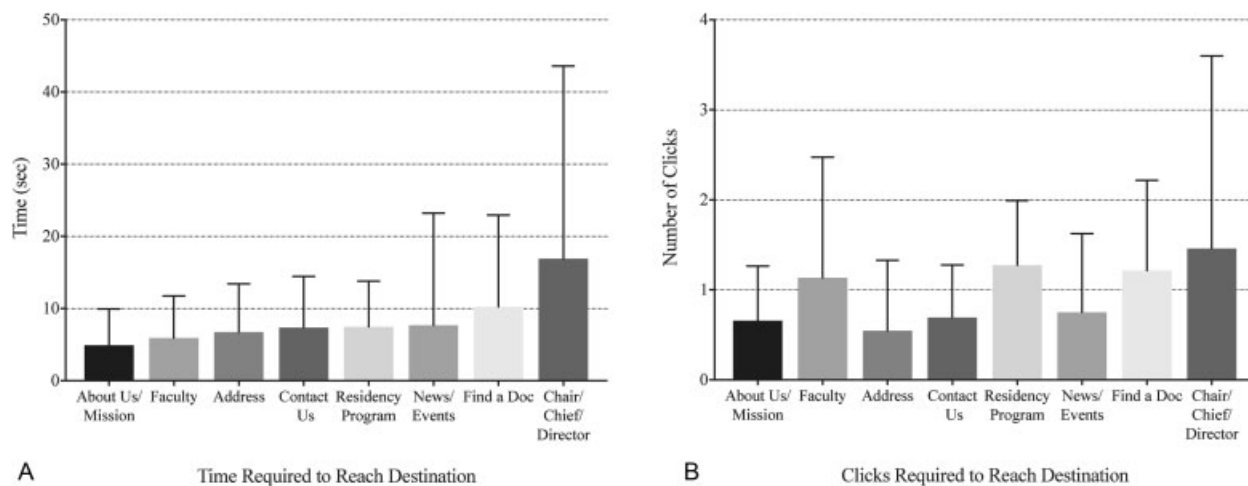 50
40
30
20
10
0
Time (sec)
About Us/
Mission
Faculty
Address
Contact
Us
Residency
Program
News/
Events
Find a Doc
Chair/
Chief/
Director
A
Time Required to Reach Destination
4
3
2
1
0
Number of Clicks
About Us/
Mission
Faculty
Address
Contact
Us
Residency
Program
News/
Events
Find a Doc
Chair/
Chief/
Director
B
Clicks Required to Reach Destination